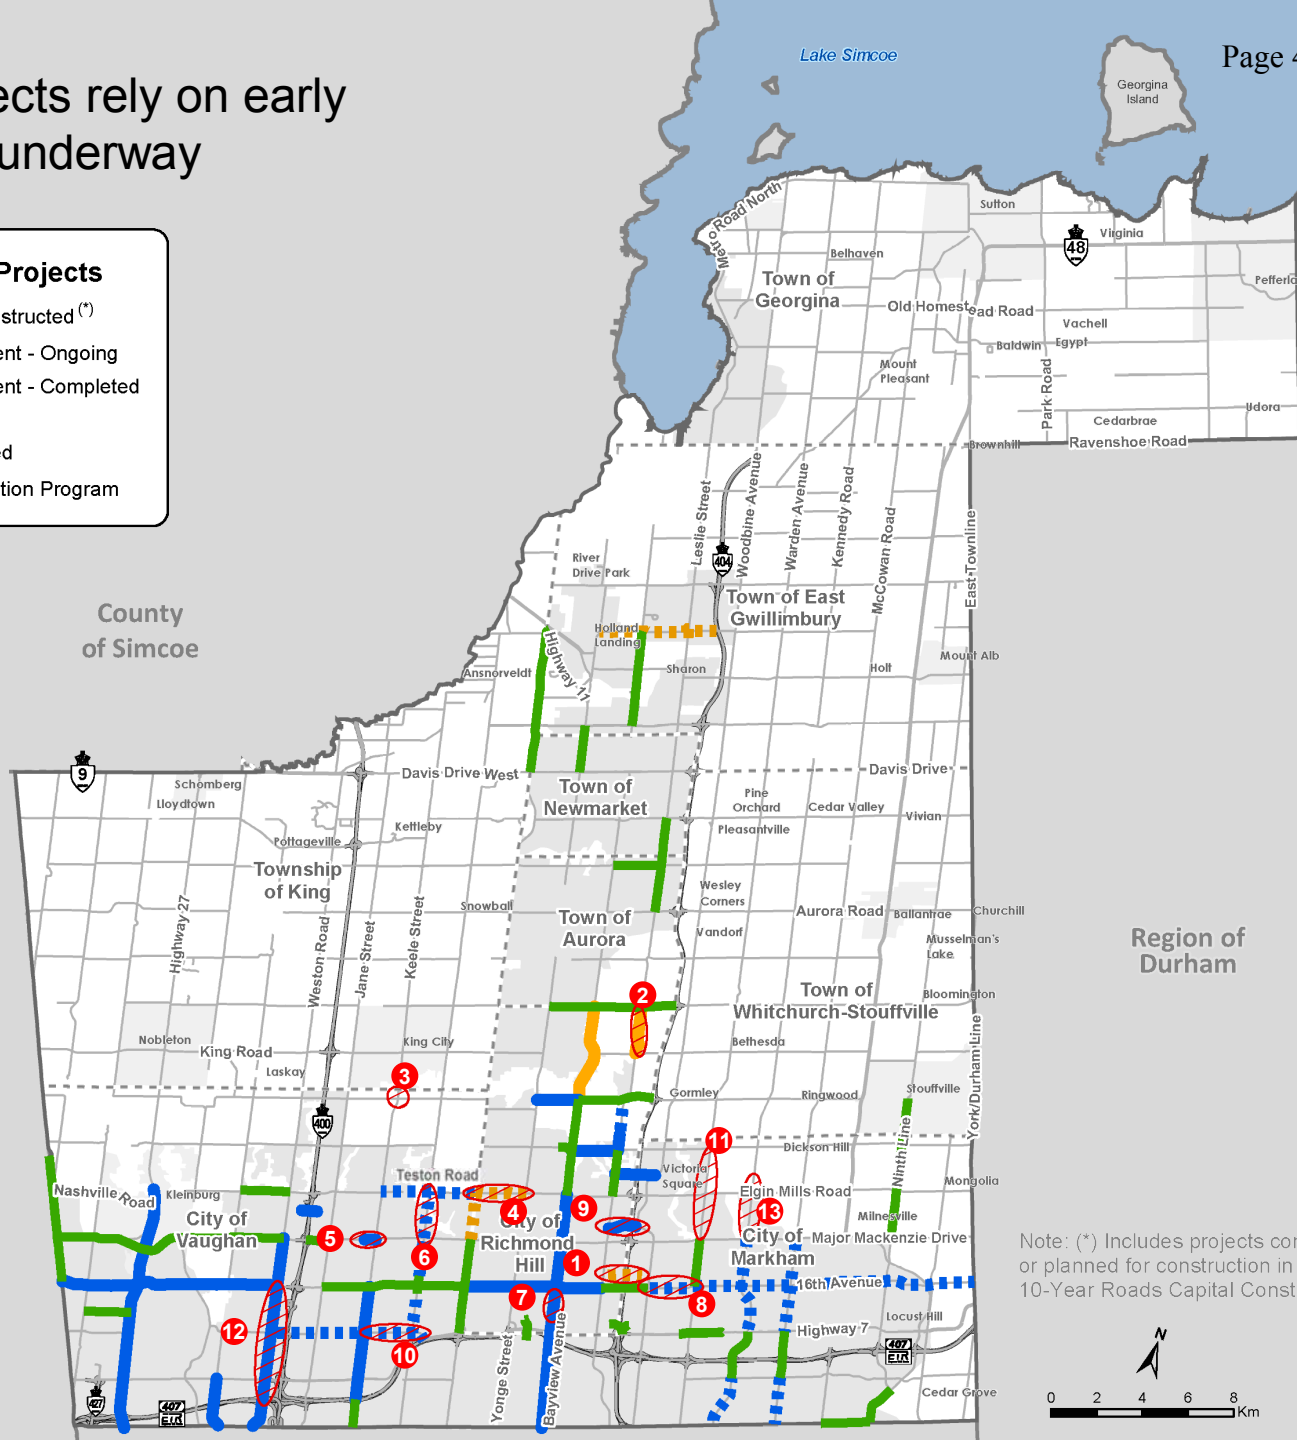 Page 4
ects rely on early
underway
Projects
structed (*)
ent - Ongoing
ent - Completed
ed
tion Program
Lake Simcoe
Georgina
Island
Metro Road North
Sutton
Virginia
48
Belhaven
Town of
Georgina
Pefferla
Old Homestead Road
Vachell
Baldwin
Egypt
Mount
Pleasant
Park Road
Udora
Cedarbrae
Brownhill
Ravenshoe Road
Leslie Street
Woodbine Avenue
Warden Avenue
Kennedy Road
McCowan Road
East Townline
404
River
Drive Park
County
of Simcoe
Town of East
Gwillimbury
Holland
Landing
Highway 11
Ansnorveldt
Sharon
Holt
Mount Alb
9
Schomberg
Lloydtown
Davis Drive West
Davis Drive
Town of
Newmarket
Pine
Orchard
Cedar Valley
Vivian
Pleasantville
Kettleby
Pottageville
Township
of King
Highway 27
Weston Road
Jane Street
Keele Street
Snowball
Wesley
Corners
Vandorf
Town of
Aurora
Aurora Road
Ballantrae
Churchill
Musselman's
Lake
Region of
Durham
Town of
Whitchurch-Stouffville
Bloomington
2
Nobleton
King Road
King City
Laskay
Bethesda
York/Durham Line
3
Gormley
Ringwood
Stouffville
400
Ninth Line
11
Dickson Hill
Teston Road
Victoria
Square
Mongolia
Nashville Road
Kleinburg
Elgin Mills Road
4
9
13
Milnesville
City of
Vaughan
5
6
City of
Richmond
Hill
1
City of
Markham
Major Mackenzie Drive
Note: (*) Includes projects con
or planned for construction in
10-Year Roads Capital Const
16th Avenue
7
8
Locust Hill
12
10
Highway 7
Yonge Street
Bayview Avenue
407
ETR
N
427
407
ETR
Cedar Grove
0 2 4 6 8
Km